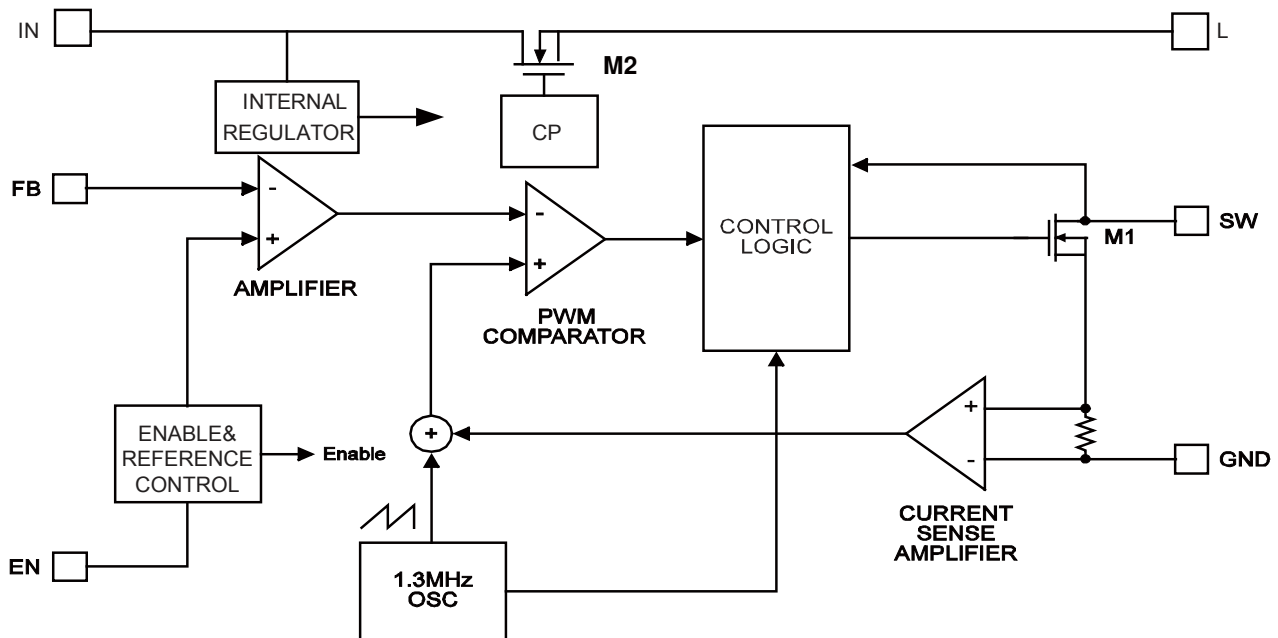 IN
L
M2
INTERNAL
REGULATOR
CP
FB
-
+
AMPLIFIER
-
+
PWM
COMPARATOR
CONTROL
LOGIC
M1
SW
ENABLE&
REFERENCE
CONTROL
Enable
+
+
-
GND
CURRENT
SENSE
AMPLIFIER
EN
1.3MHz
OSC